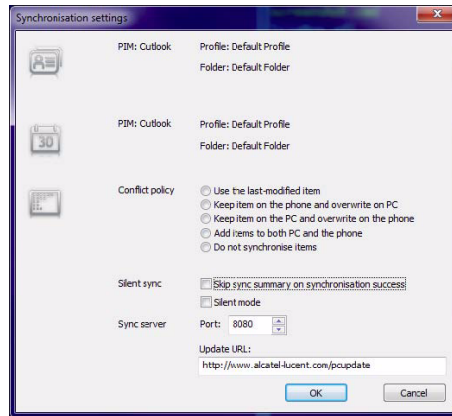 Synchronisation settings
PIM: Cutlook Profile: Default Profile
Folder: Default Folder
30
PIM: Cutlook Profile: Default Profile
Folder: Default Folder
Conflict policy Use the last-modified item
Keep item on the phone and overwrite on PC
Keep item on the PC and overwrite on the phone
Add items to both PC and the phone
Do not synchronise items
Silent sync Skip sync summary on synchronisation success
Silent mode
Sync server Port: 8080
Update URL:
http://www.alcatel-lucent.com/pcupdate
OK Cancel